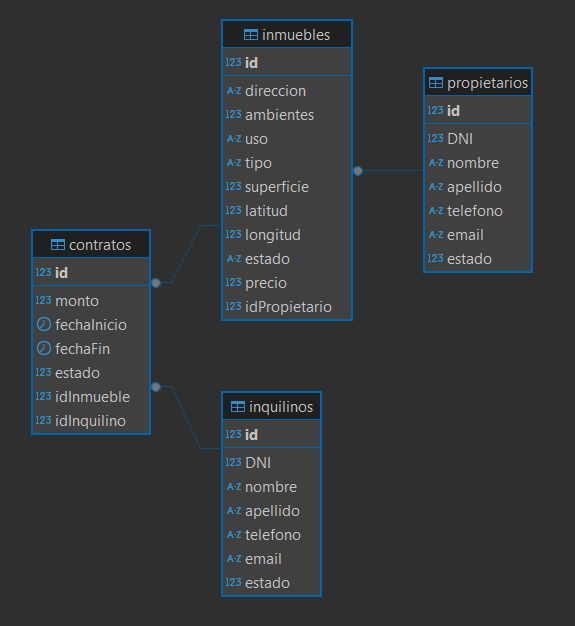 inmuebles
123 id
A-Z direccion
123 ambientes
A-Z uso
A-Z tipo
123 superficie
123 latitud
123 longitud
A-Z estado
123 precio
123 idPropietario
propietarios
123 id
123 DNI
A-Z nombre
A-Z apellido
A-Z telefono
A-Z email
123 estado
contratos
123 id
123 monto
fechaInicio
fechaFin
123 estado
123 idInmueble
123 idInquilino
inquilinos
123 id
123 DNI
A-Z nombre
A-Z apellido
A-Z telefono
A-Z email
123 estado